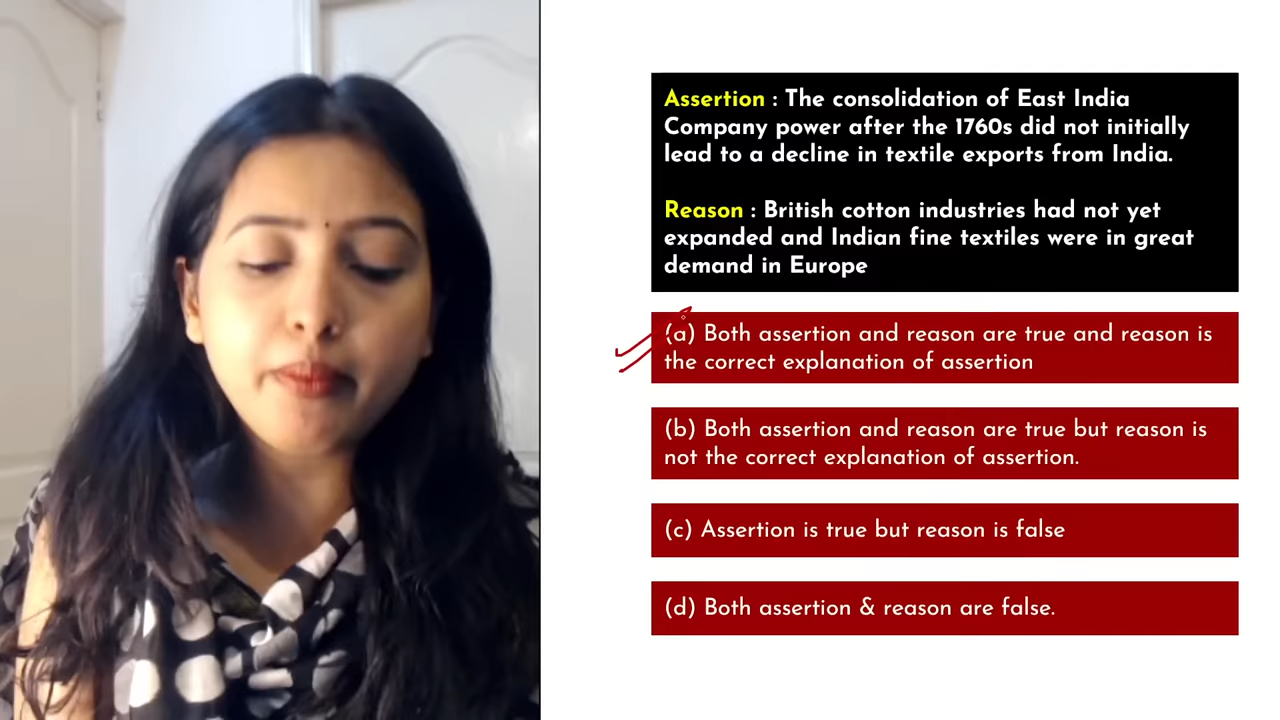 Assertion : The consolidation of East India
Company power after the 1760s did not initially
lead to a decline in textile exports from India.
Reason : British cotton industries had not yet
expanded and Indian fine textiles were in great
demand in Europe
(a) Both assertion and reason are true and reason is
the correct explanation of assertion
(b) Both assertion and reason are true but reason is
not the correct explanation of assertion.
(c) Assertion is true but reason is false
(d) Both assertion & reason are false.